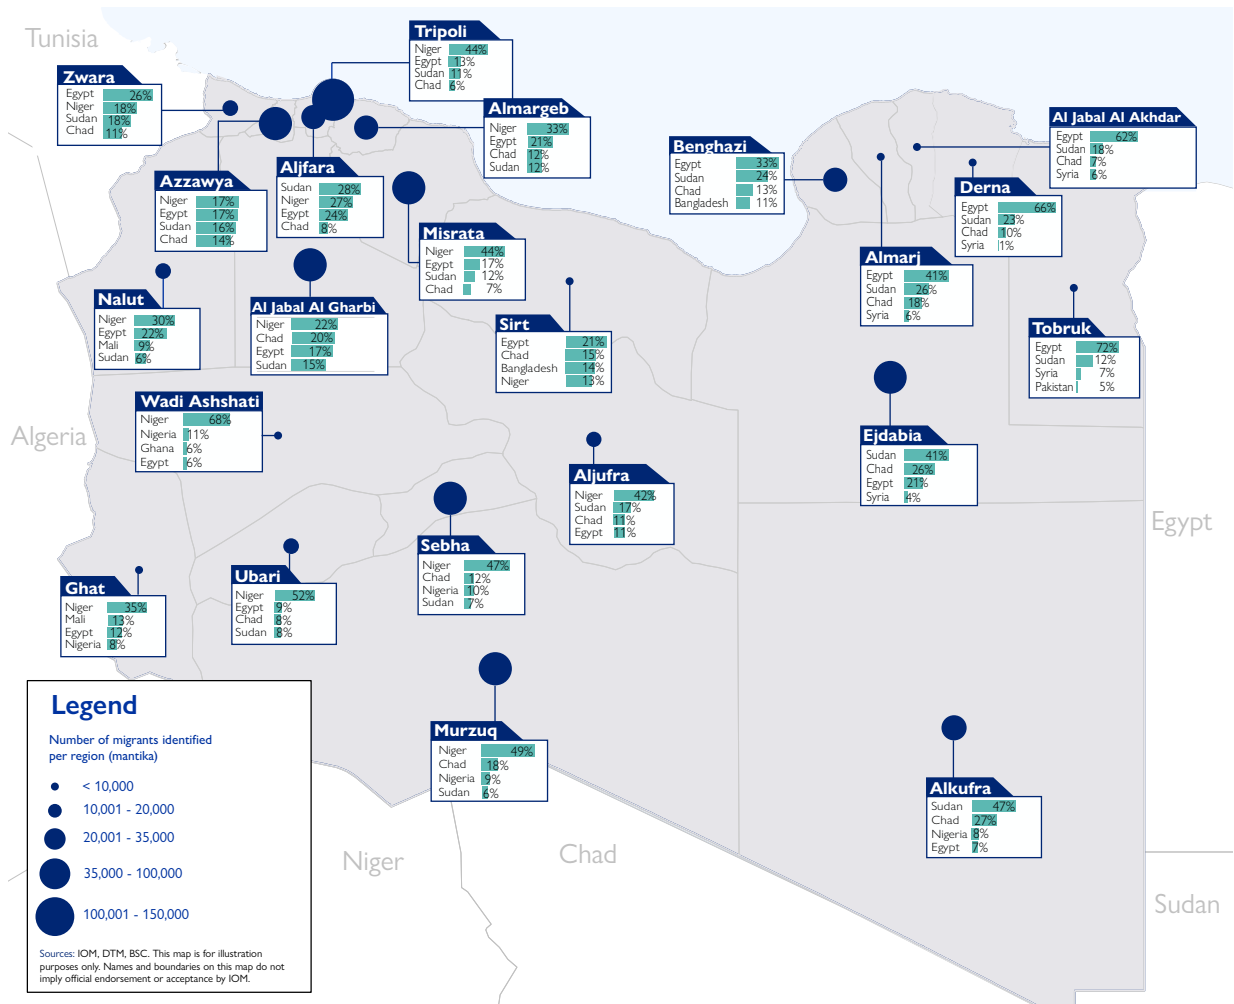 Tunisia
Tripoli
Niger 44%
Egypt 13%
Sudan 11%
Chad 6%
Zwara
Egypt 26%
Niger 18%
Sudan 18%
Chad 11%
Almargeb
Niger 33%
Egypt 21%
Chad 12%
Sudan 12%
Al Jabal Al Akhdar
Egypt 62%
Sudan 18%
Chad 7%
Syria 6%
Benghazi
Egypt 33%
Sudan 24%
Chad 13%
Bangladesh 11%
Azzawya
Niger 17%
Egypt 17%
Sudan 16%
Chad 14%
Aljfara
Sudan 28%
Niger 27%
Egypt 24%
Chad 8%
Derna
Egypt 66%
Sudan 23%
Chad 10%
Syria 1%
Misrata
Niger 44%
Egypt 17%
Sudan 12%
Chad 7%
Almarj
Egypt 41%
Sudan 26%
Chad 18%
Syria 6%
Nalut
Niger 30%
Egypt 22%
Mali 9%
Sudan 6%
Al Jabal Al Gharbi
Niger 22%
Chad 20%
Egypt 17%
Sudan 15%
Sirt
Egypt 21%
Chad 15%
Bangladesh 14%
Niger 13%
Tobruk
Egypt 72%
Sudan 12%
Syria 7%
Pakistan 5%
Wadi Ashshati
Niger 68%
Nigeria 11%
Ghana 6%
Egypt 6%
Algeria
Ejdabia
Sudan 41%
Chad 26%
Egypt 21%
Syria 4%
Aljufra
Niger 42%
Sudan 17%
Chad 11%
Egypt 11%
Egypt
Sebha
Niger 47%
Chad 12%
Nigeria 10%
Sudan 7%
Ubari
Niger 52%
Egypt 9%
Chad 8%
Sudan 8%
Ghat
Niger 35%
Mali 13%
Egypt 12%
Nigeria 8%
Murzuq
Niger 49%
Chad 18%
Nigeria 9%
Sudan 6%
Alkufra
Sudan 47%
Chad 27%
Nigeria 8%
Egypt 7%
Niger
Chad
Sudan
Legend
Number of migrants identified
per region (mantika)
< 10,000
10,001 - 20,000
20,001 - 35,000
35,000 - 100,000
100,001 - 150,000
Sources: IOM, DTM, BSC. This map is for illustration
purposes only. Names and boundaries on this map do not
imply official endorsement or acceptance by IOM.